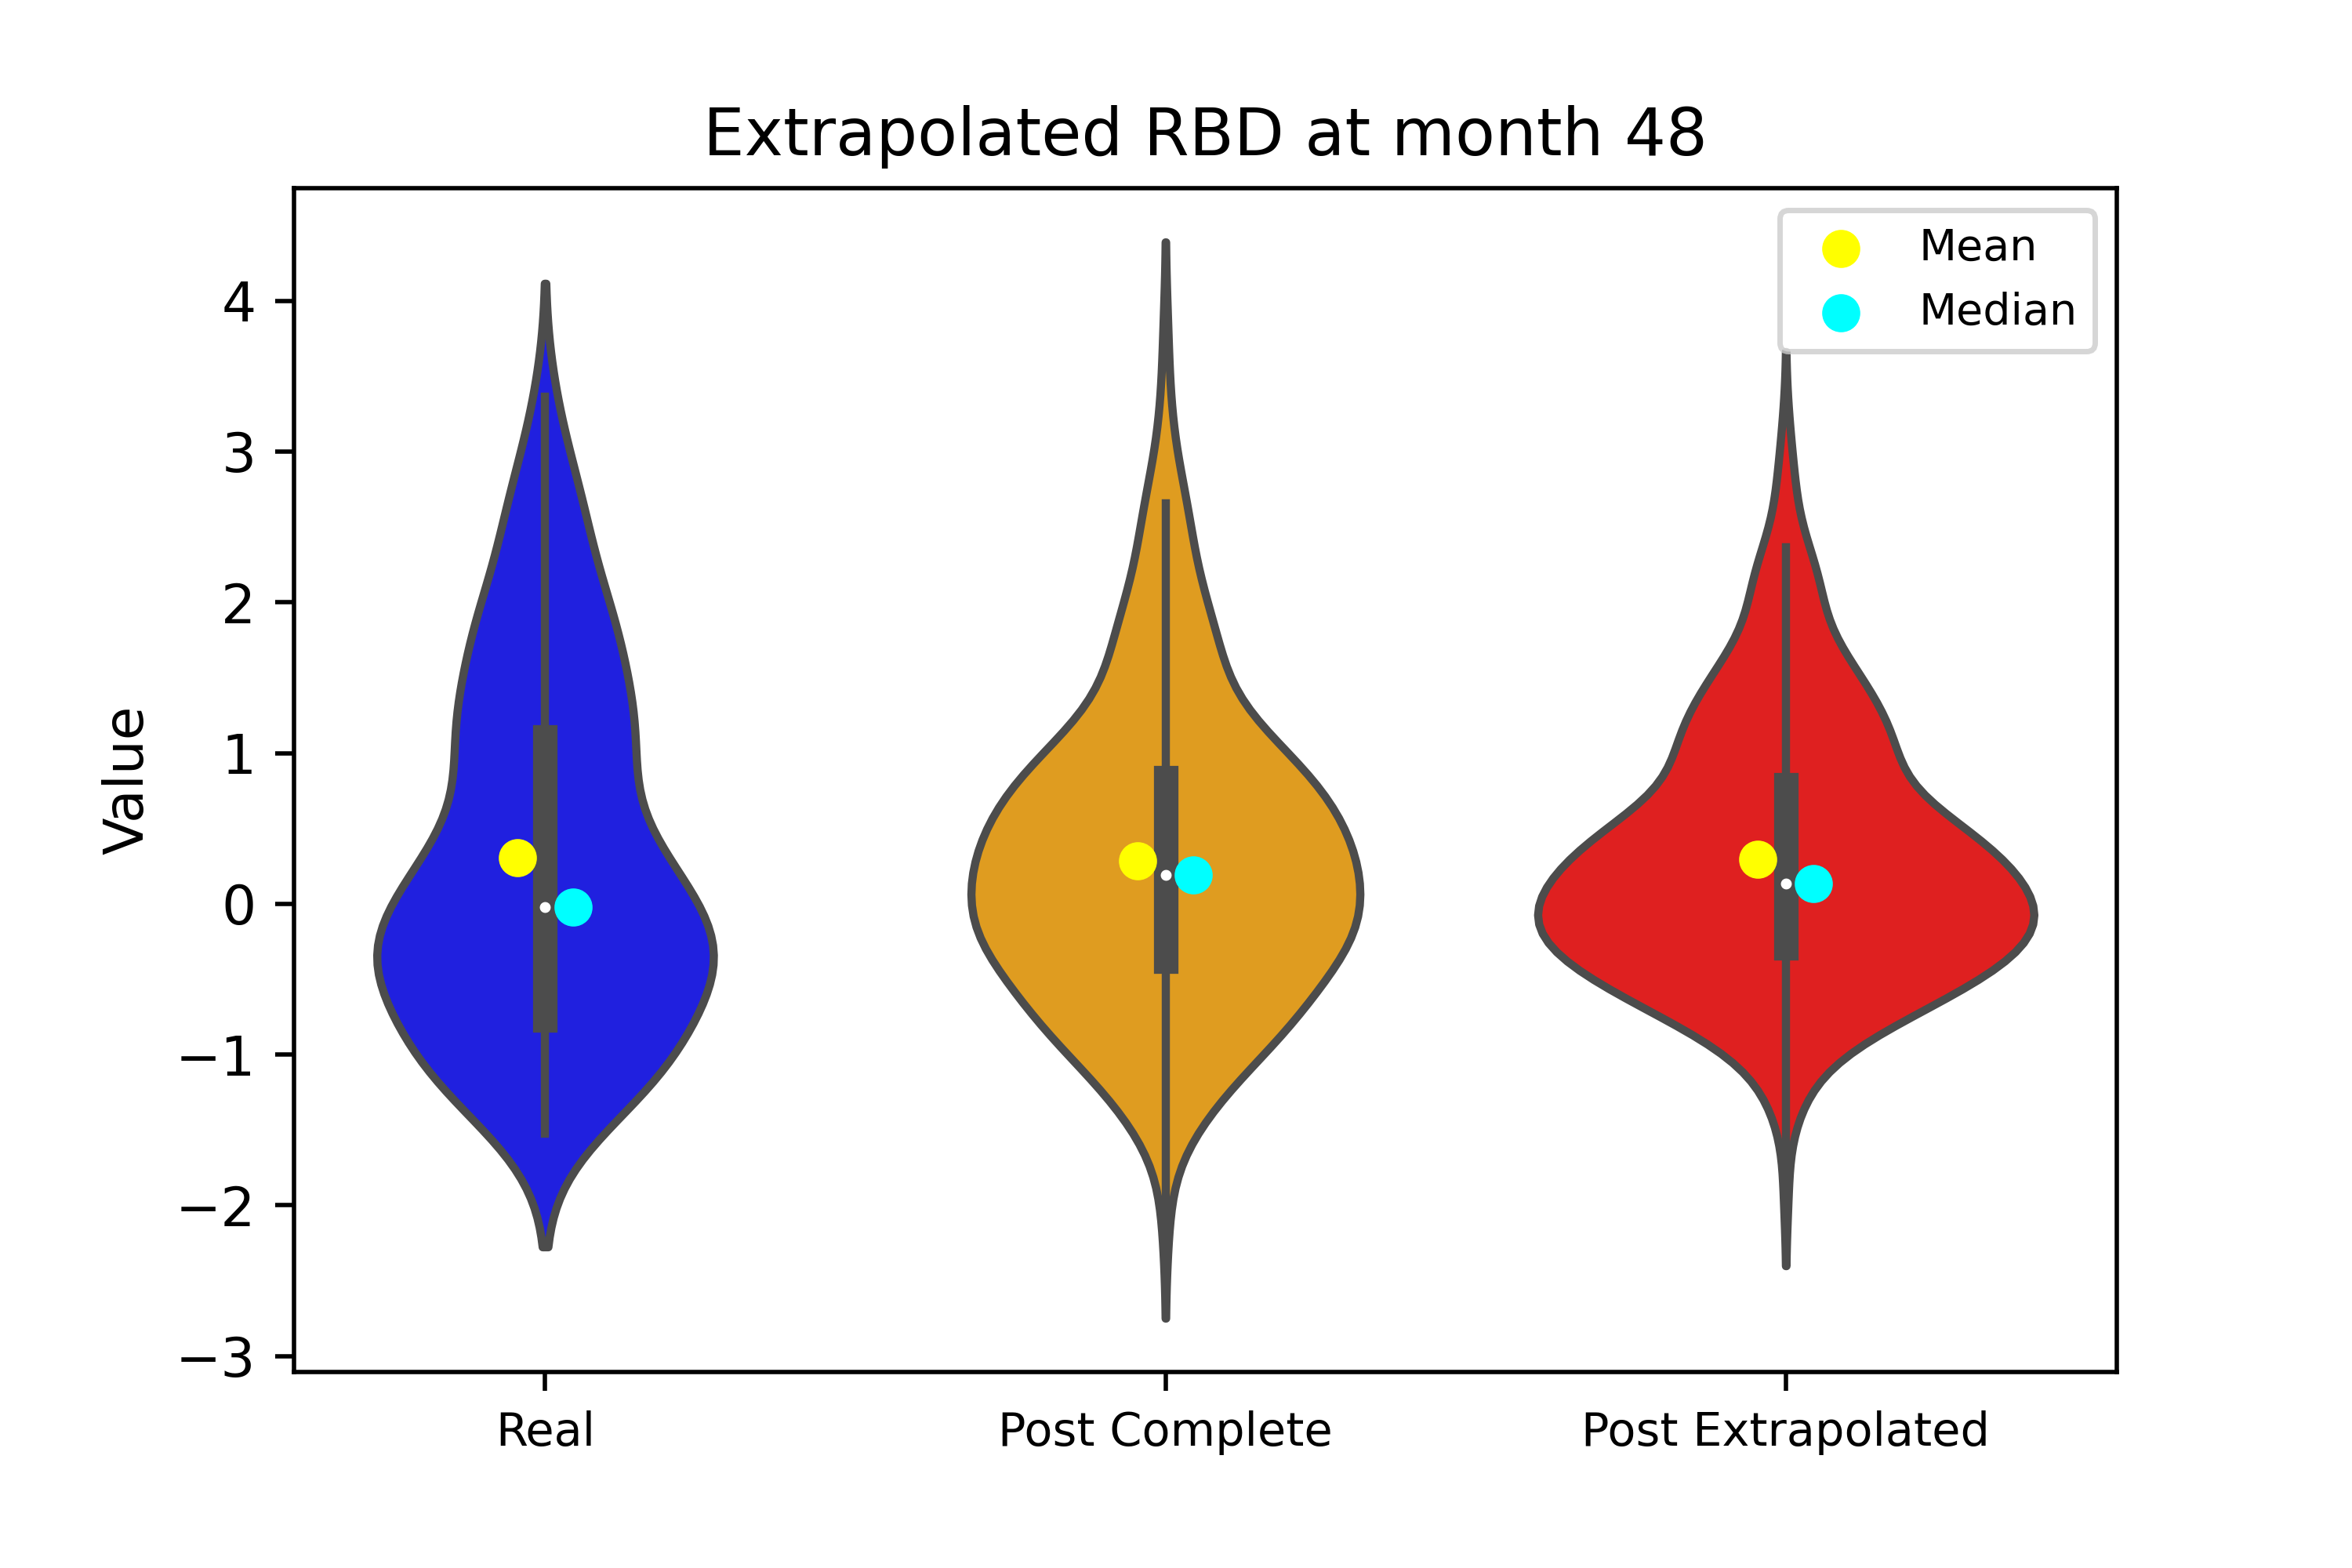 Extrapolated RBD at month 48
Mean
Median
Value
4
3
2
1
0
−1
−2
−3
Real
Post Complete
Post Extrapolated